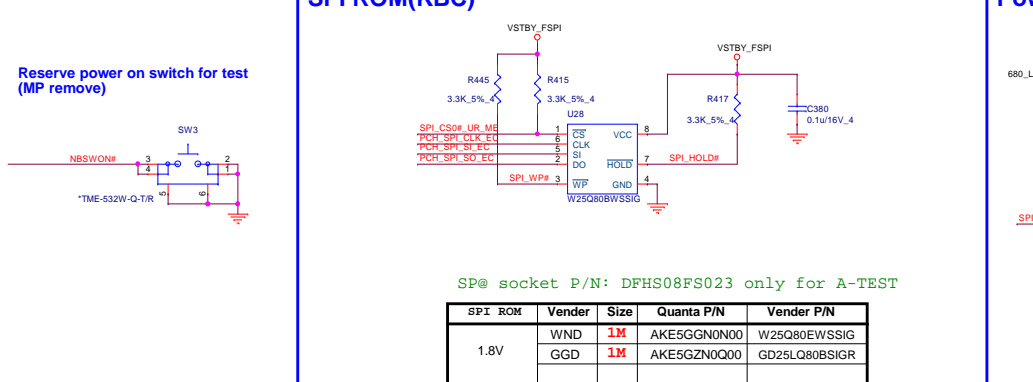 SPI ROM(KBC)
Reserve power on switch for test
(MP remove)
SW3
NBSWON#
3
4
2
1
5
6
*TME-532W-Q-T/R
VSTBY_FSPI
VSTBY_FSPI
R445
3.3K_5%_4
R415
3.3K_5%_4
R417
3.3K_5%_4
C380
0.1u/16V_4
U28
SPI_CS0#_UR_ME
PCH_SPI_CLK_EC
PCH_SPI_SI_EC
PCH_SPI_SO_EC
SPI_WP#
1
6
5
2
3
CS
CLK
SI
DO
WP
VCC
HOLD
GND
8
7
4
SPI_HOLD#
W25Q80BWSSIG
680_L
SPI
SP@ socket P/N: DFHS08FS023 only for A-TEST
SPI ROM Vender Size Quanta P/N Vender P/N
1.8V
WND 1M AKE5GGN0N00 W25Q80EWSSIG
GGD 1M AKE5GZN0Q00 GD25LQ80BSIGR